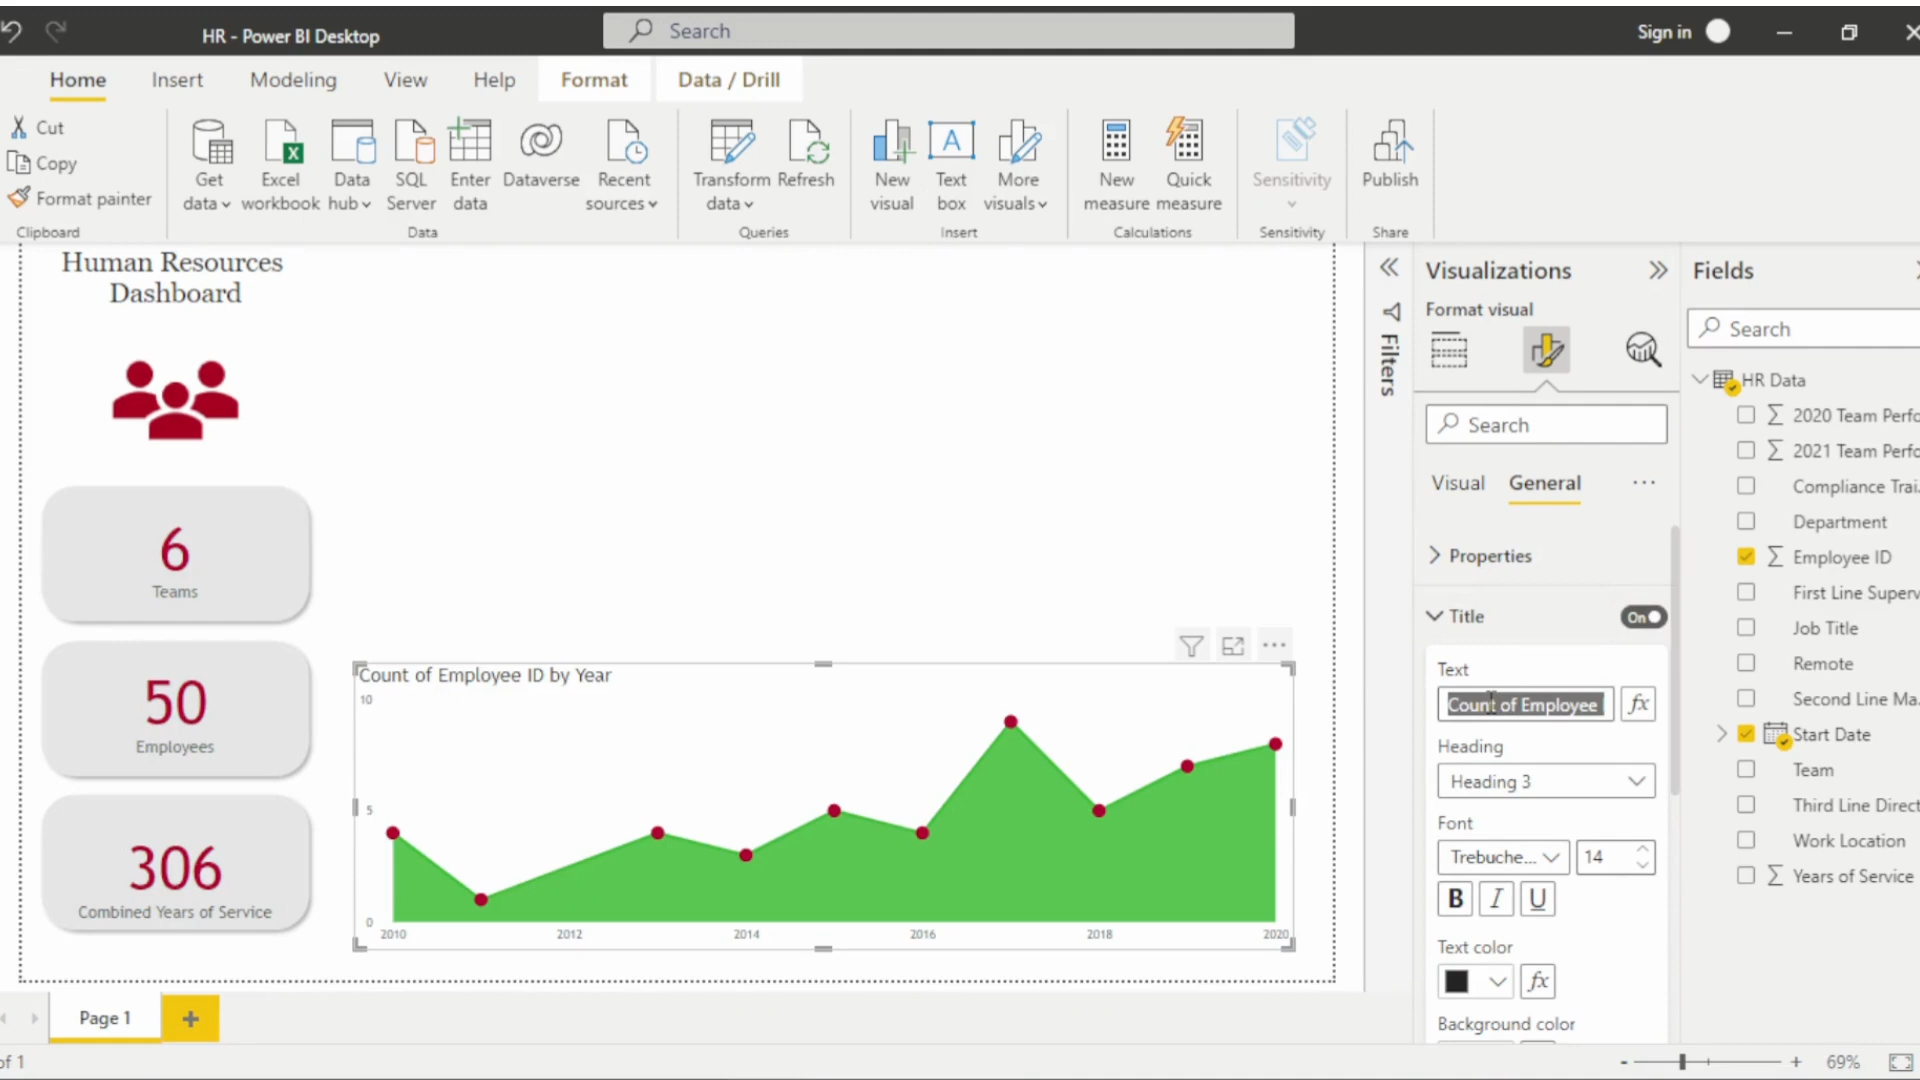 HR - Power BI Desktop
Search
Sign in
Home
Insert
Modeling
View
Help
Format
Data / Drill
Cut
Copy
Format painter
Clipboard
Get data
Excel workbook
Data hub
SQL Server
Enter data
Dataverse
Recent sources
Data
Transform data
Refresh
Queries
New visual
Text box
More visuals
Insert
New measure
Quick measure
Calculations
Sensitivity
Sensitivity
Publish
Share
Human Resources
Dashboard
6
Teams
50
Employees
306
Combined Years of Service
Count of Employee ID by Year
10
5
0
2010
2012
2014
2016
2018
2020
Filters
Visualizations
Format visual
Search
Visual
General
Properties
Title
On
Text
Count of Employee
fx
Heading
Heading 3
Font
Trebuche...
14
B
I
U
Text color
fx
Background color
Fields
Search
HR Data
2020 Team Perfo
2021 Team Perfo
Compliance Trai.
Department
Employee ID
First Line Superv
Job Title
Remote
Second Line Ma.
Start Date
Team
Third Line Direct
Work Location
Years of Service
Page 1
+
of 1
- + 69%